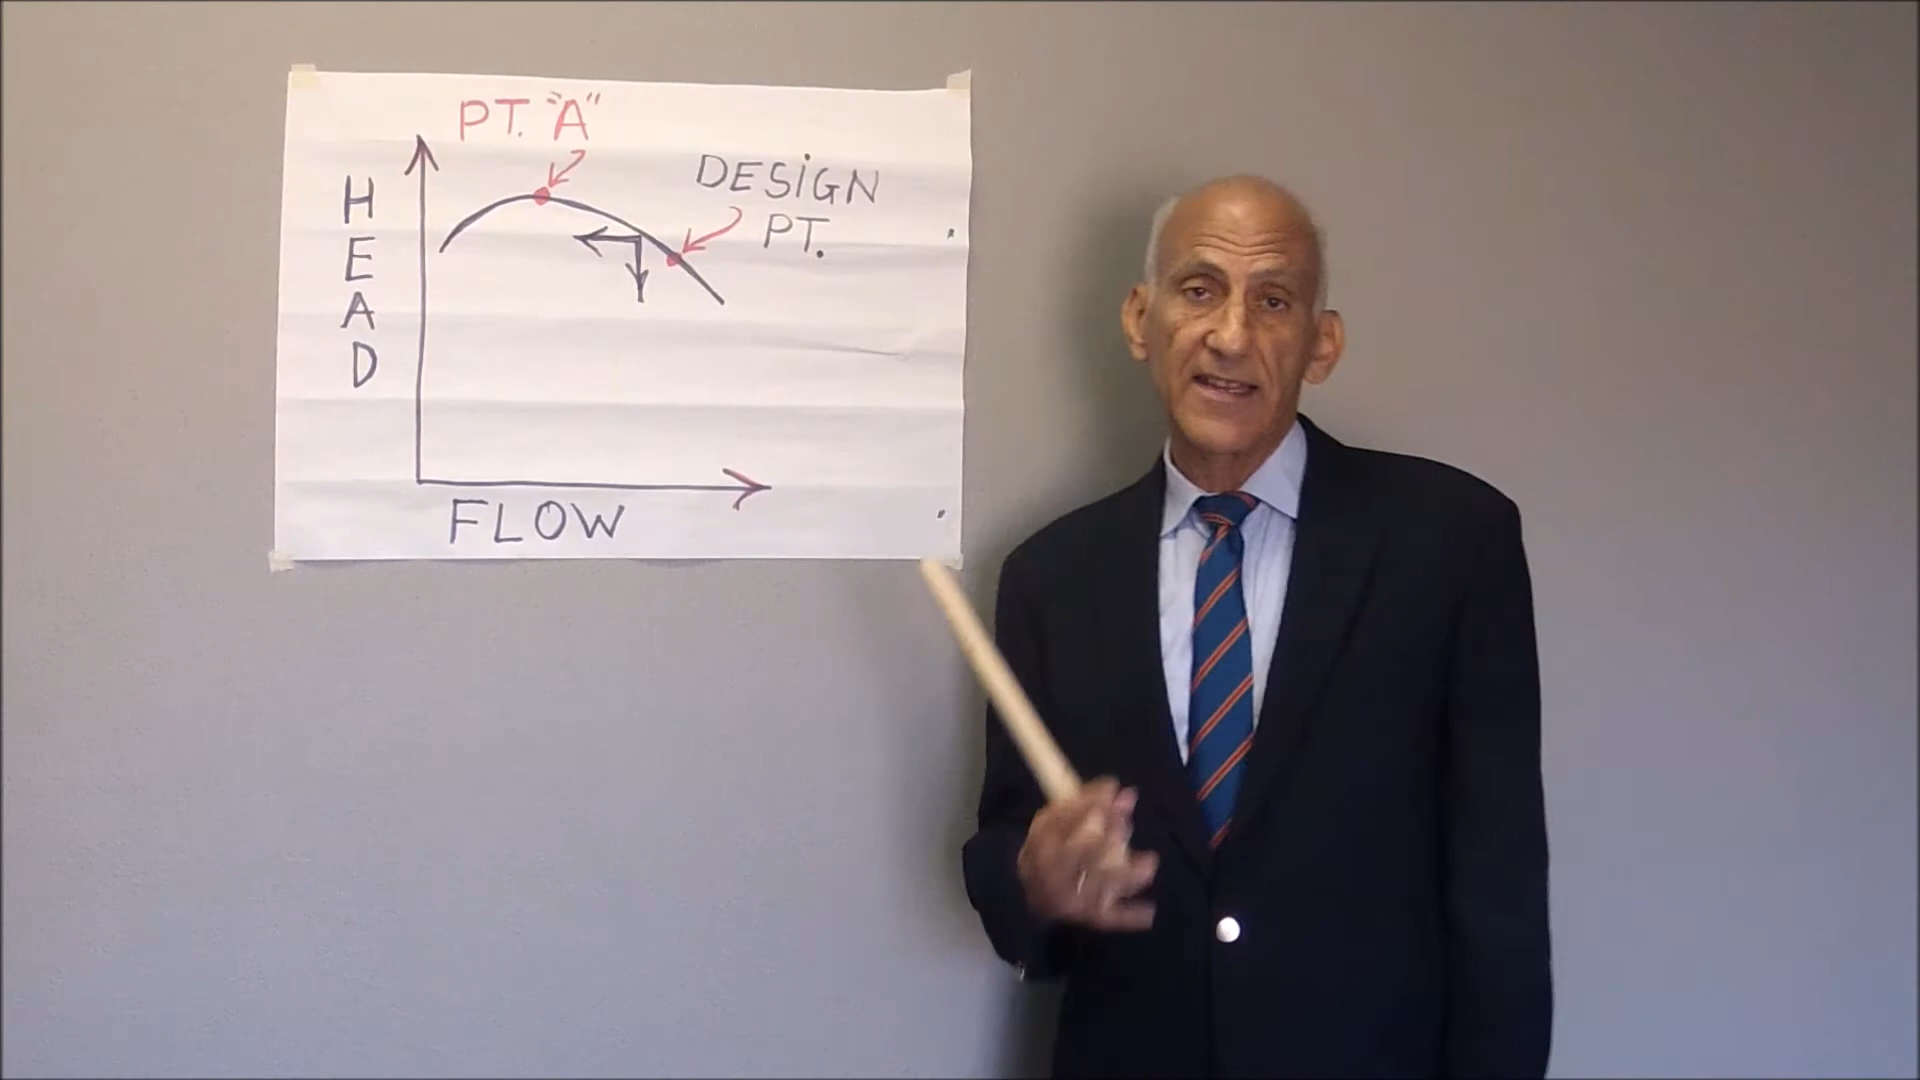 PT. "A"
DESiGN
PT.
HEAD
FLOW